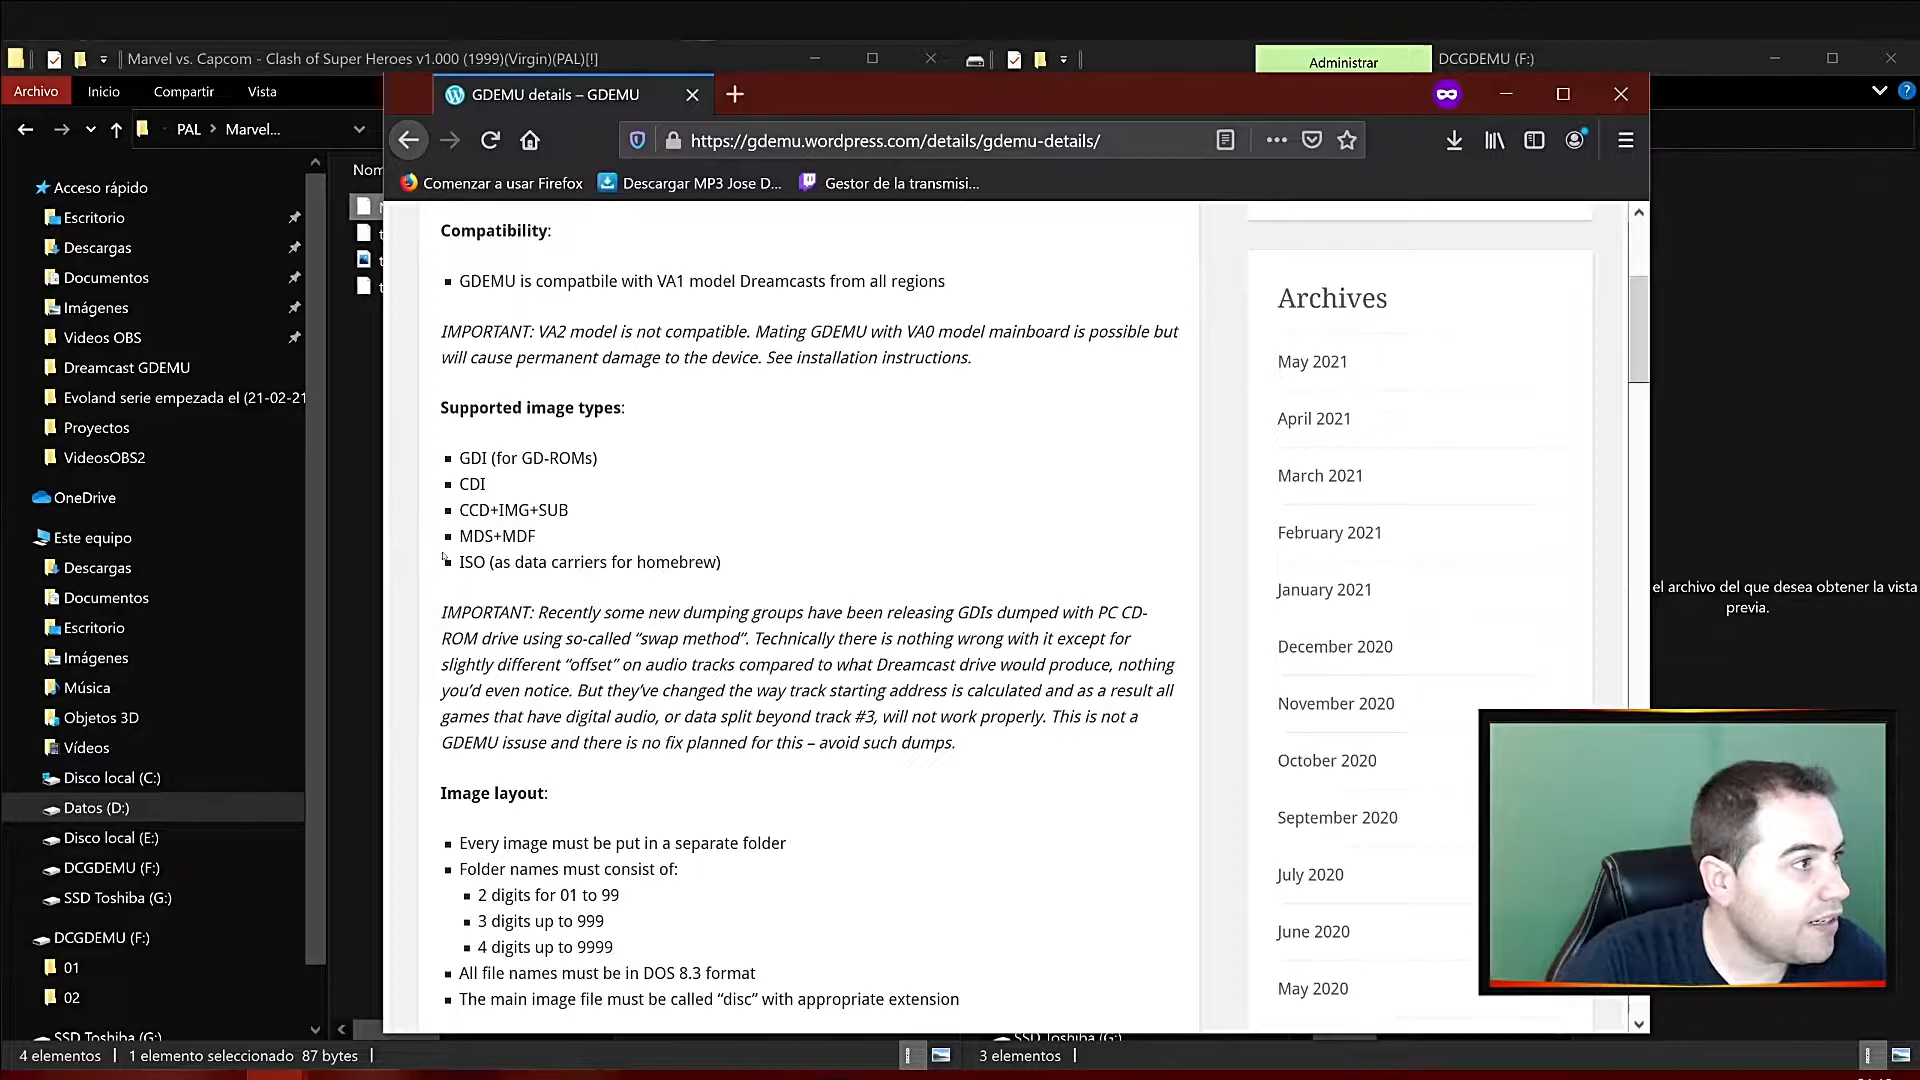 Marvel vs. Capcom - Clash of Super Heroes v1.000 (1999)(Virgin)(PAL)[!]
Administrar
DCGDEMU (F:)
Archivo Inicio Compartir Vista
GDEMU details – GDEMU
PAL > Marvel...
https://gdemu.wordpress.com/details/gdemu-details/
Comenzar a usar Firefox
Descargar MP3 Jose D...
Gestor de la transmisi...
Acceso rápido
Escritorio
Descargas
Documentos
Imágenes
Videos OBS
Dreamcast GDEMU
Evoland serie empezada el (21-02-21
Proyectos
VideosOBS2
OneDrive
Este equipo
Descargas
Documentos
Escritorio
Imágenes
Música
Objetos 3D
Vídeos
Disco local (C:)
Datos (D:)
Disco local (E:)
DCGDEMU (F:)
SSD Toshiba (G:)
DCGDEMU (F:)
01
02
SSD Toshiba (G:)
4 elementos
1 elemento seleccionado 87 bytes
Nom
Compatibility:
GDEMU is compatbile with VA1 model Dreamcasts from all regions
IMPORTANT: VA2 model is not compatible. Mating GDEMU with VA0 model mainboard is possible but
will cause permanent damage to the device. See installation instructions.
Supported image types:
GDI (for GD-ROMs)
CDI
CCD+IMG+SUB
MDS+MDF
ISO (as data carriers for homebrew)
IMPORTANT: Recently some new dumping groups have been releasing GDIs dumped with PC CD-
ROM drive using so-called “swap method”. Technically there is nothing wrong with it except for
slightly different “offset” on audio tracks compared to what Dreamcast drive would produce, nothing
you’d even notice. But they’ve changed the way track starting address is calculated and as a result all
games that have digital audio, or data split beyond track #3, will not work properly. This is not a
GDEMU issuse and there is no fix planned for this – avoid such dumps.
Image layout:
Every image must be put in a separate folder
Folder names must consist of:
2 digits for 01 to 99
3 digits up to 999
4 digits up to 9999
All file names must be in DOS 8.3 format
The main image file must be called “disc” with appropriate extension
Archives
May 2021
April 2021
March 2021
February 2021
January 2021
December 2020
November 2020
October 2020
September 2020
July 2020
June 2020
May 2020
el archivo del que desea obtener la vista
previa.
SSD Toshiba (G:)
3 elementos